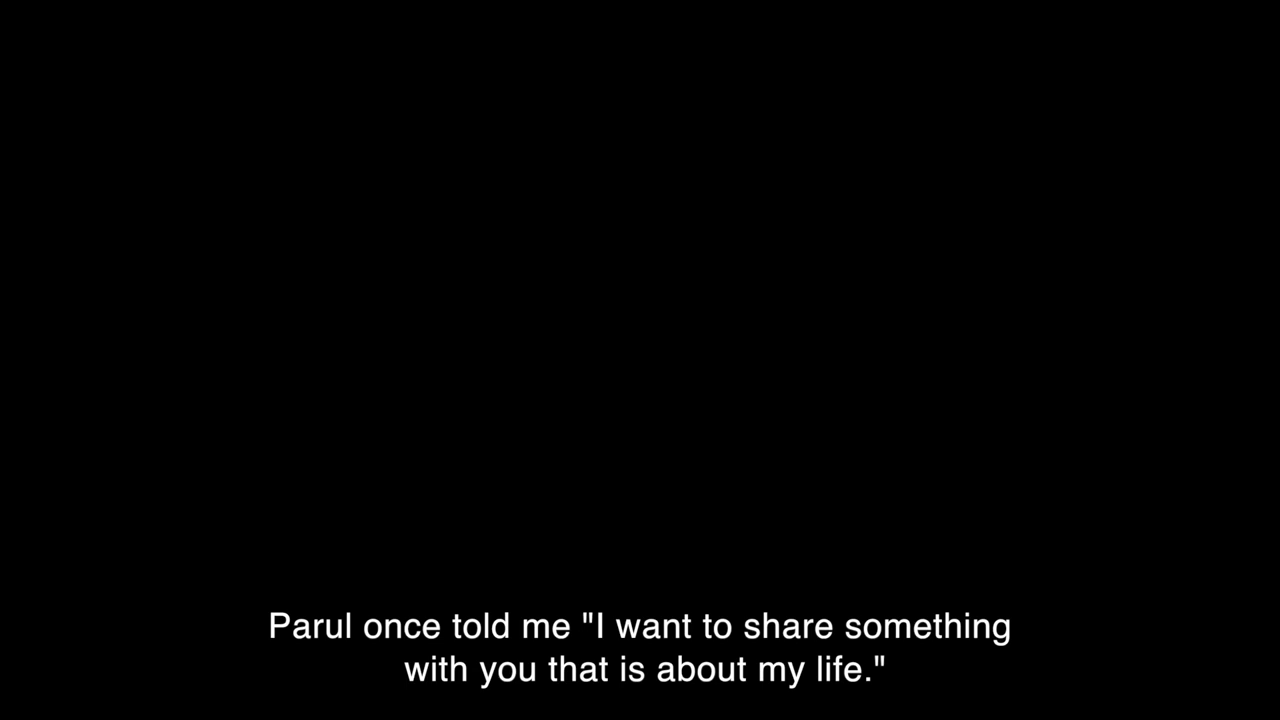 Parul once told me "I want to share something
with you that is about my life."